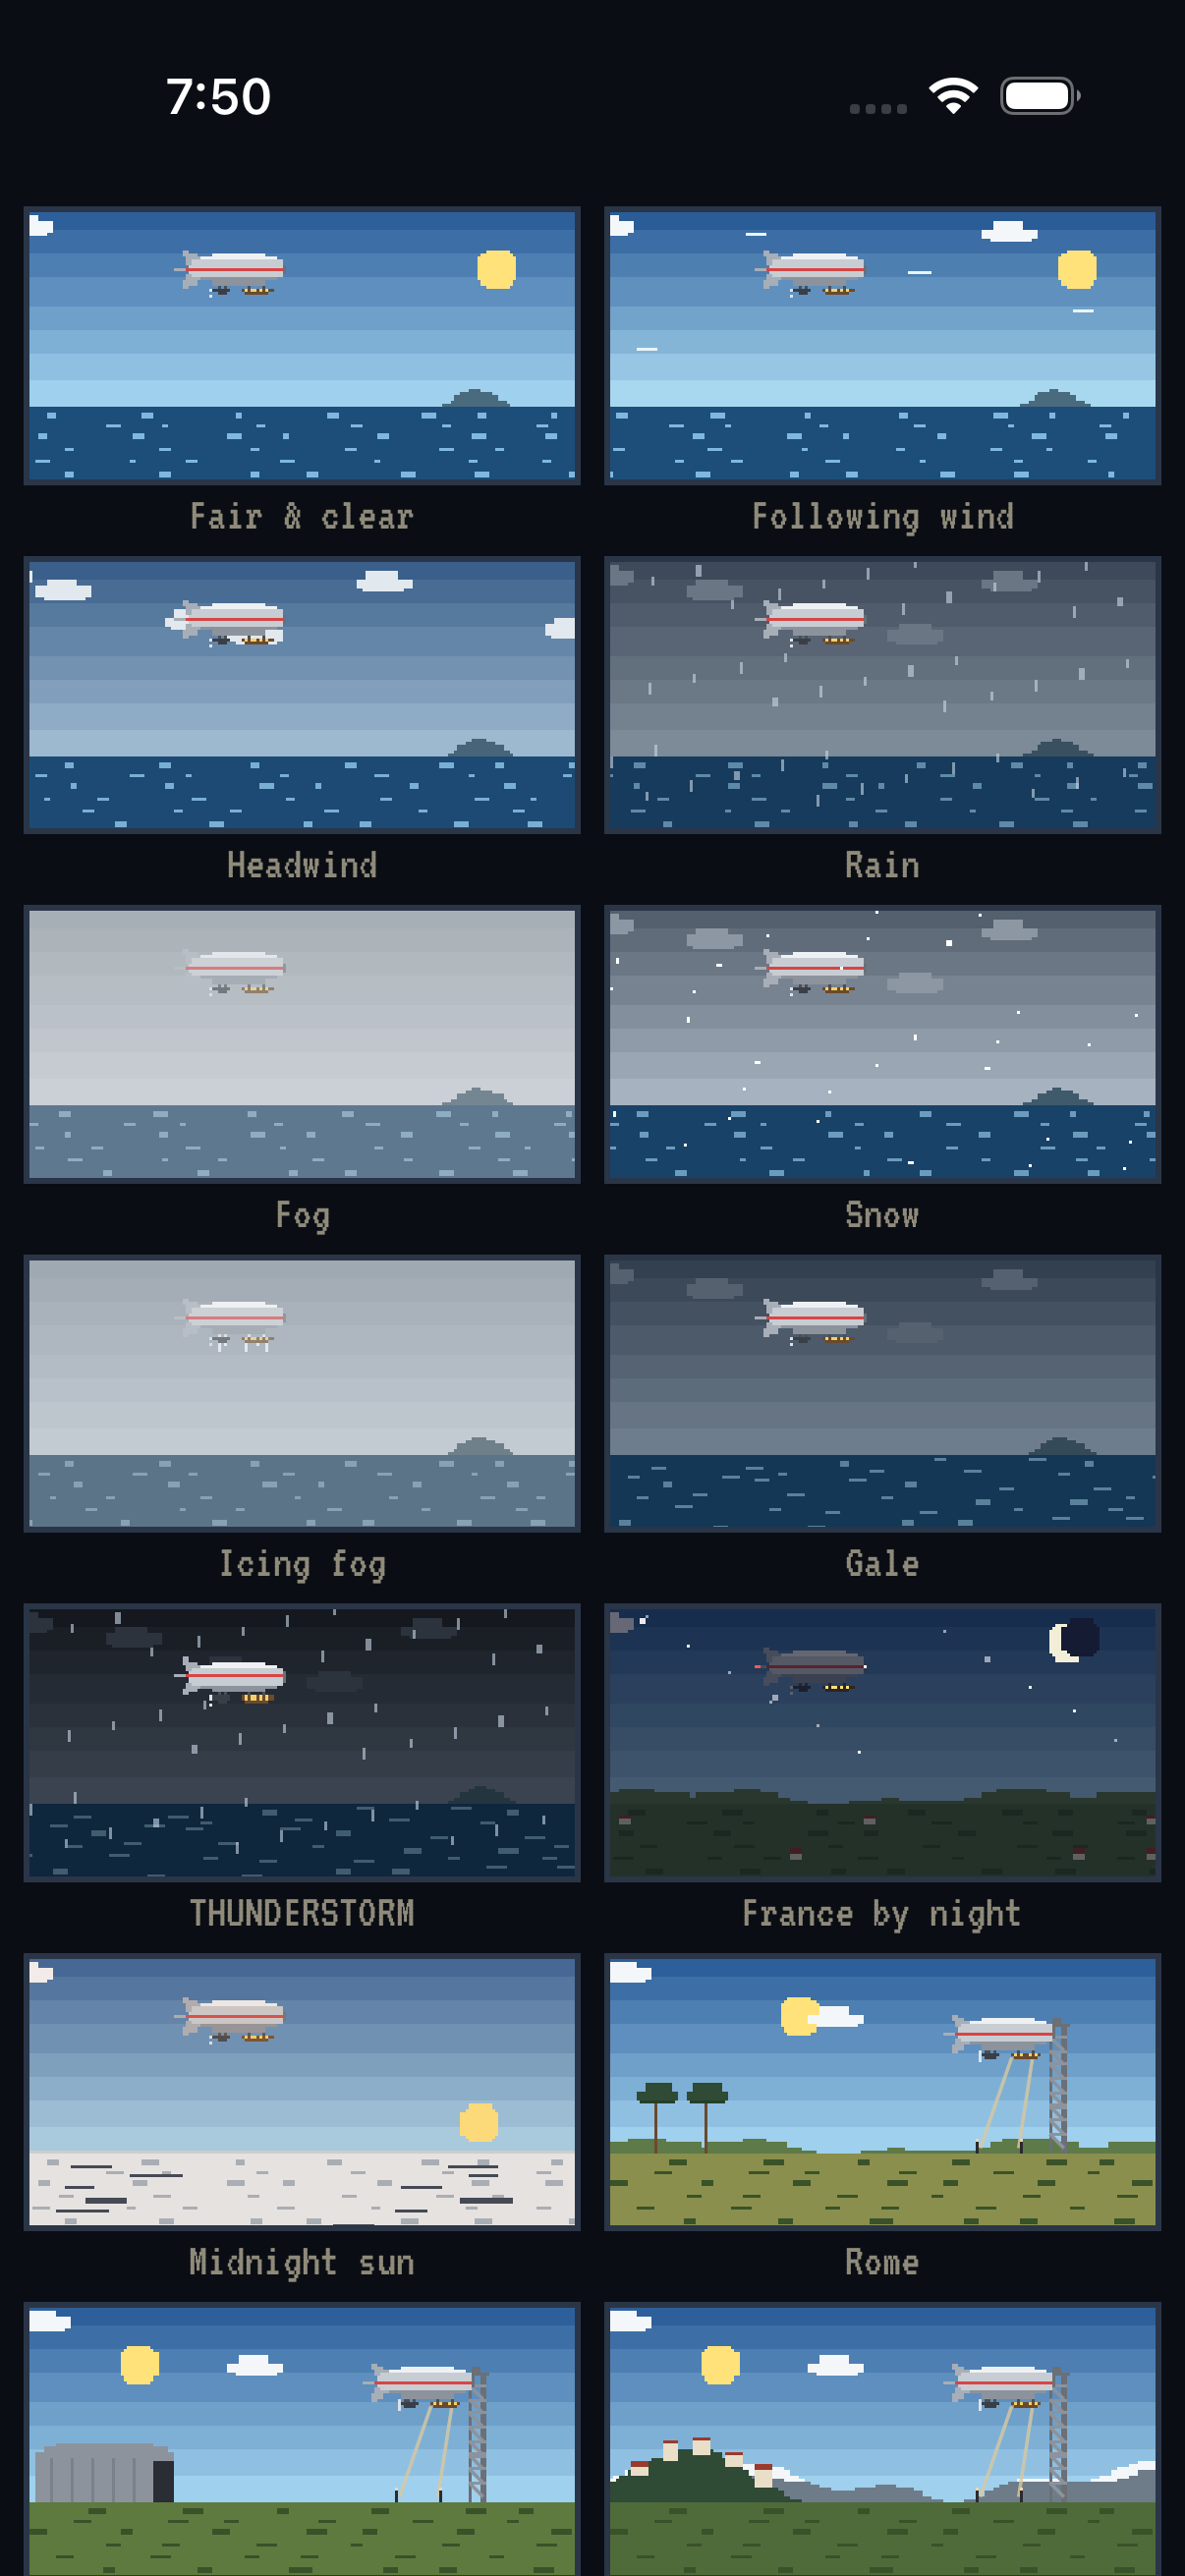 7:50
Fair & clear
Following wind
Headwind
Rain
Fog
Snow
Icing fog
Gale
THUNDERSTORM
France by night
Midnight sun
Rome